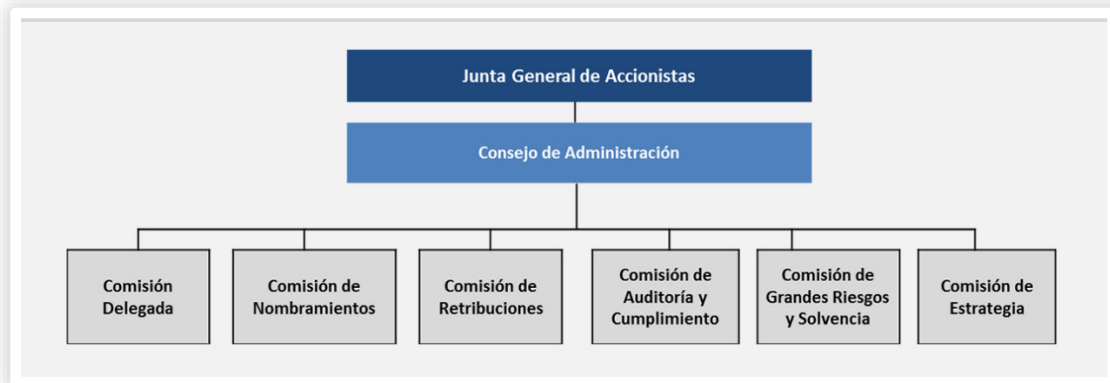 Junta General de Accionistas
Consejo de Administración
Comisión
Delegada
Comisión de
Nombramientos
Comisión de
Retribuciones
Comisión de
Auditoría y
Cumplimiento
Comisión de
Grandes Riesgos
y Solvencia
Comisión de
Estrategia